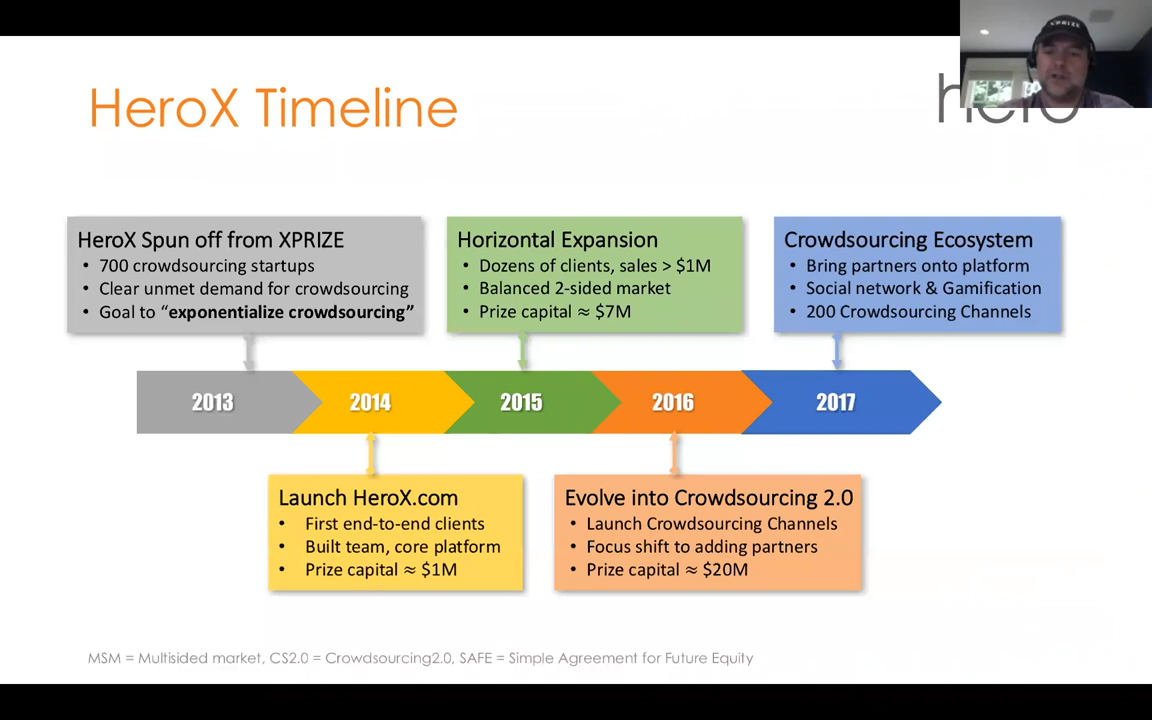 HeroX Timeline
hero
XPRIZE
HeroX Spun off from XPRIZE
• 700 crowdsourcing startups
• Clear unmet demand for crowdsourcing
• Goal to “exponentialize crowdsourcing”
Horizontal Expansion
• Dozens of clients, sales > $1M
• Balanced 2-sided market
• Prize capital ≈ $7M
Crowdsourcing Ecosystem
• Bring partners onto platform
• Social network & Gamification
• 200 Crowdsourcing Channels
2013
2014
2015
2016
2017
Launch HeroX.com
• First end-to-end clients
• Built team, core platform
• Prize capital ≈ $1M
Evolve into Crowdsourcing 2.0
• Launch Crowdsourcing Channels
• Focus shift to adding partners
• Prize capital ≈ $20M
MSM = Multisided market, CS2.0 = Crowdsourcing2.0, SAFE = Simple Agreement for Future Equity